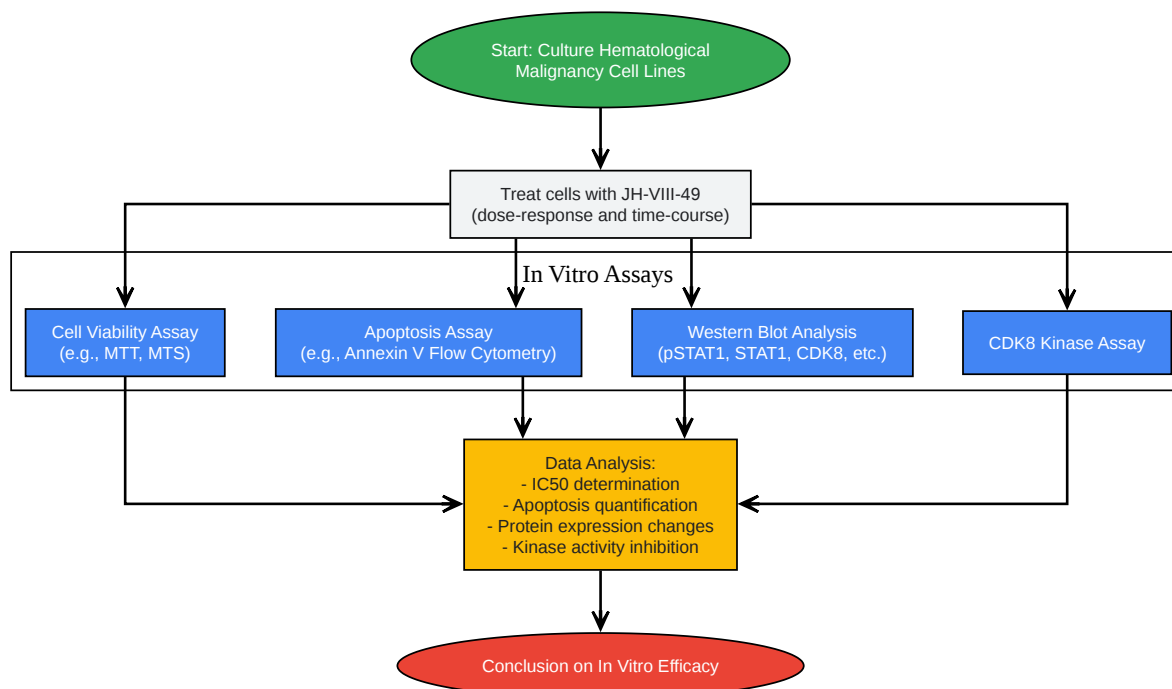 Start: Culture Hematological
Malignancy Cell Lines
Treat cells with JH-VIII-49
(dose-response and time-course)
In Vitro Assays
Cell Viability Assay
(e.g., MTT, MTS)
Apoptosis Assay
(e.g., Annexin V Flow Cytometry)
Western Blot Analysis
(pSTAT1, STAT1, CDK8, etc.)
CDK8 Kinase Assay
Data Analysis:
- IC50 determination
- Apoptosis quantification
- Protein expression changes
- Kinase activity inhibition
Conclusion on In Vitro Efficacy